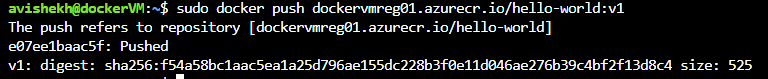 avishekh@dockerVM:~$ sudo docker push dockervmreg01.azurecr.io/hello-world:v1
The push refers to repository [dockervmreg01.azurecr.io/hello-world]
e07ee1baac5f: Pushed
v1: digest: sha256:f54a58bc1aac5ea1a25d796ae155dc228b3f0e11d046ae276b39c4bf2f13d8c4 size: 525